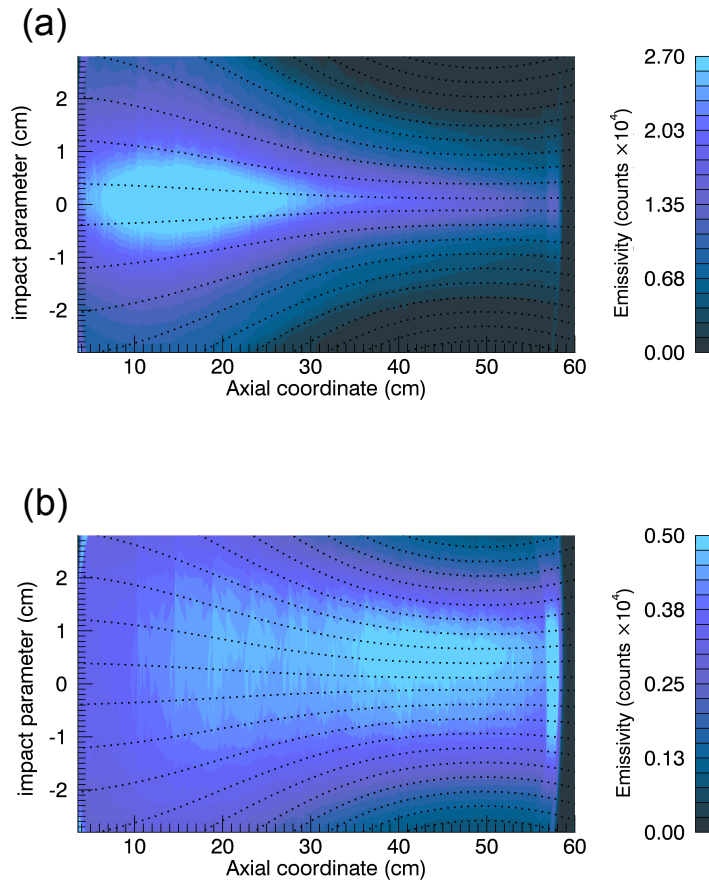 (a)
2
1
0
-1
-2
impact parameter (cm)
10 20 30 40 50 60
Axial coordinate (cm)
2.70
2.03
1.35
0.68
0.00
Emissivity (counts ×10⁴)
(b)
2
1
0
-1
-2
impact parameter (cm)
10 20 30 40 50 60
Axial coordinate (cm)
0.50
0.38
0.25
0.13
0.00
Emissivity (counts ×10⁴)